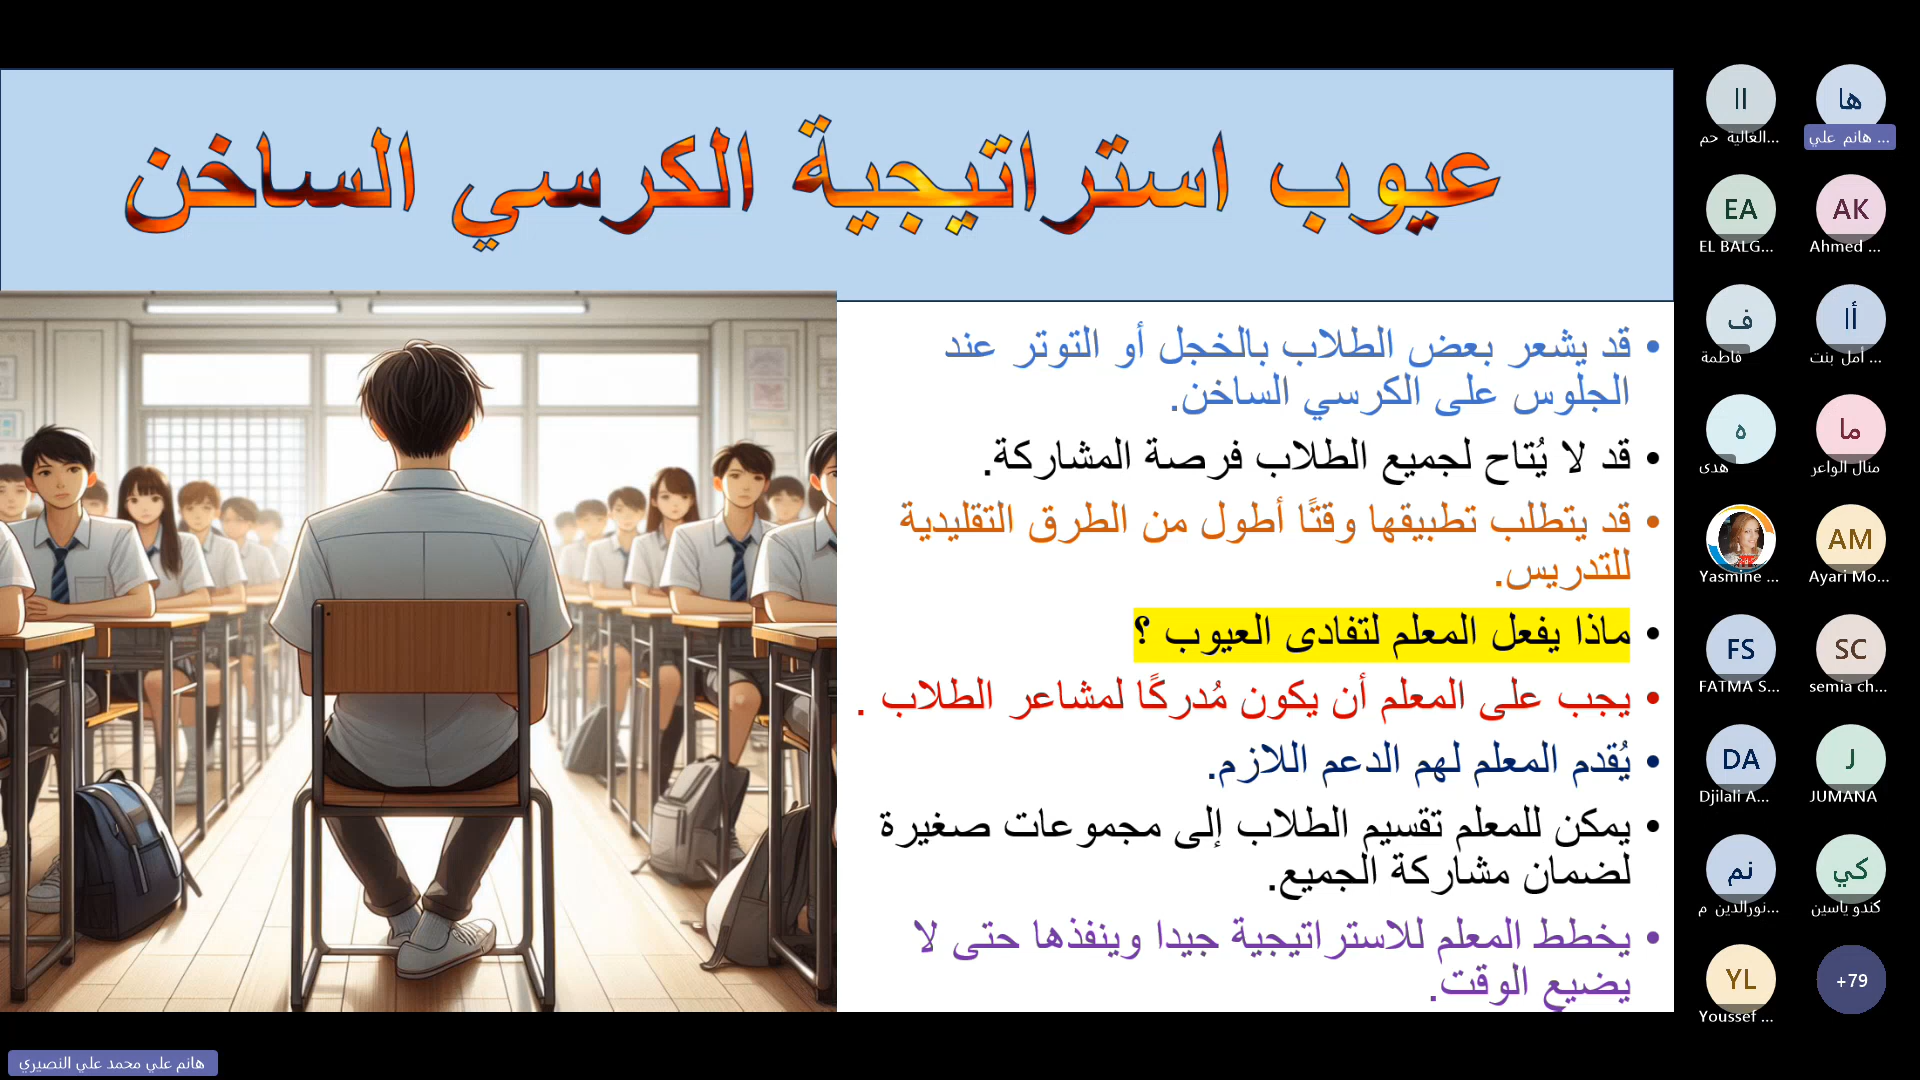 عيوب استراتيجية الكرسي الساخن
• قد يشعر بعض الطلاب بالخجل أو التوتر عند
الجلوس على الكرسي الساخن.
• قد لا يُتاح لجميع الطلاب فرصة المشاركة.
• قد يتطلب تطبيقها وقتًا أطول من الطرق التقليدية
للتدريس.
• ماذا يفعل المعلم لتفادى العيوب ؟
• يجب على المعلم أن يكون مُدركًا لمشاعر الطلاب .
• يُقدم المعلم لهم الدعم اللازم.
• يمكن للمعلم تقسيم الطلاب إلى مجموعات صغيرة
لضمان مشاركة الجميع.
• يخطط المعلم للاستراتيجية جيدا وينفذها حتى لا
يضيع الوقت.
اا
العالية حم...
ها
هانم علي ...
EA
EL BALG...
AK
Ahmed ...
ف
فاطمة
أا
أمل بنت ...
ه
هدى
ما
منال الواعر
Yasmine ...
AM
Ayari Mo...
FS
FATMA S...
SC
semia ch...
DA
Djilali A...
J
JUMANA
نم
نورالدين م...
كي
كندو ياسين
YL
Youssef ...
+79
هانم علي محمد علي النصيري